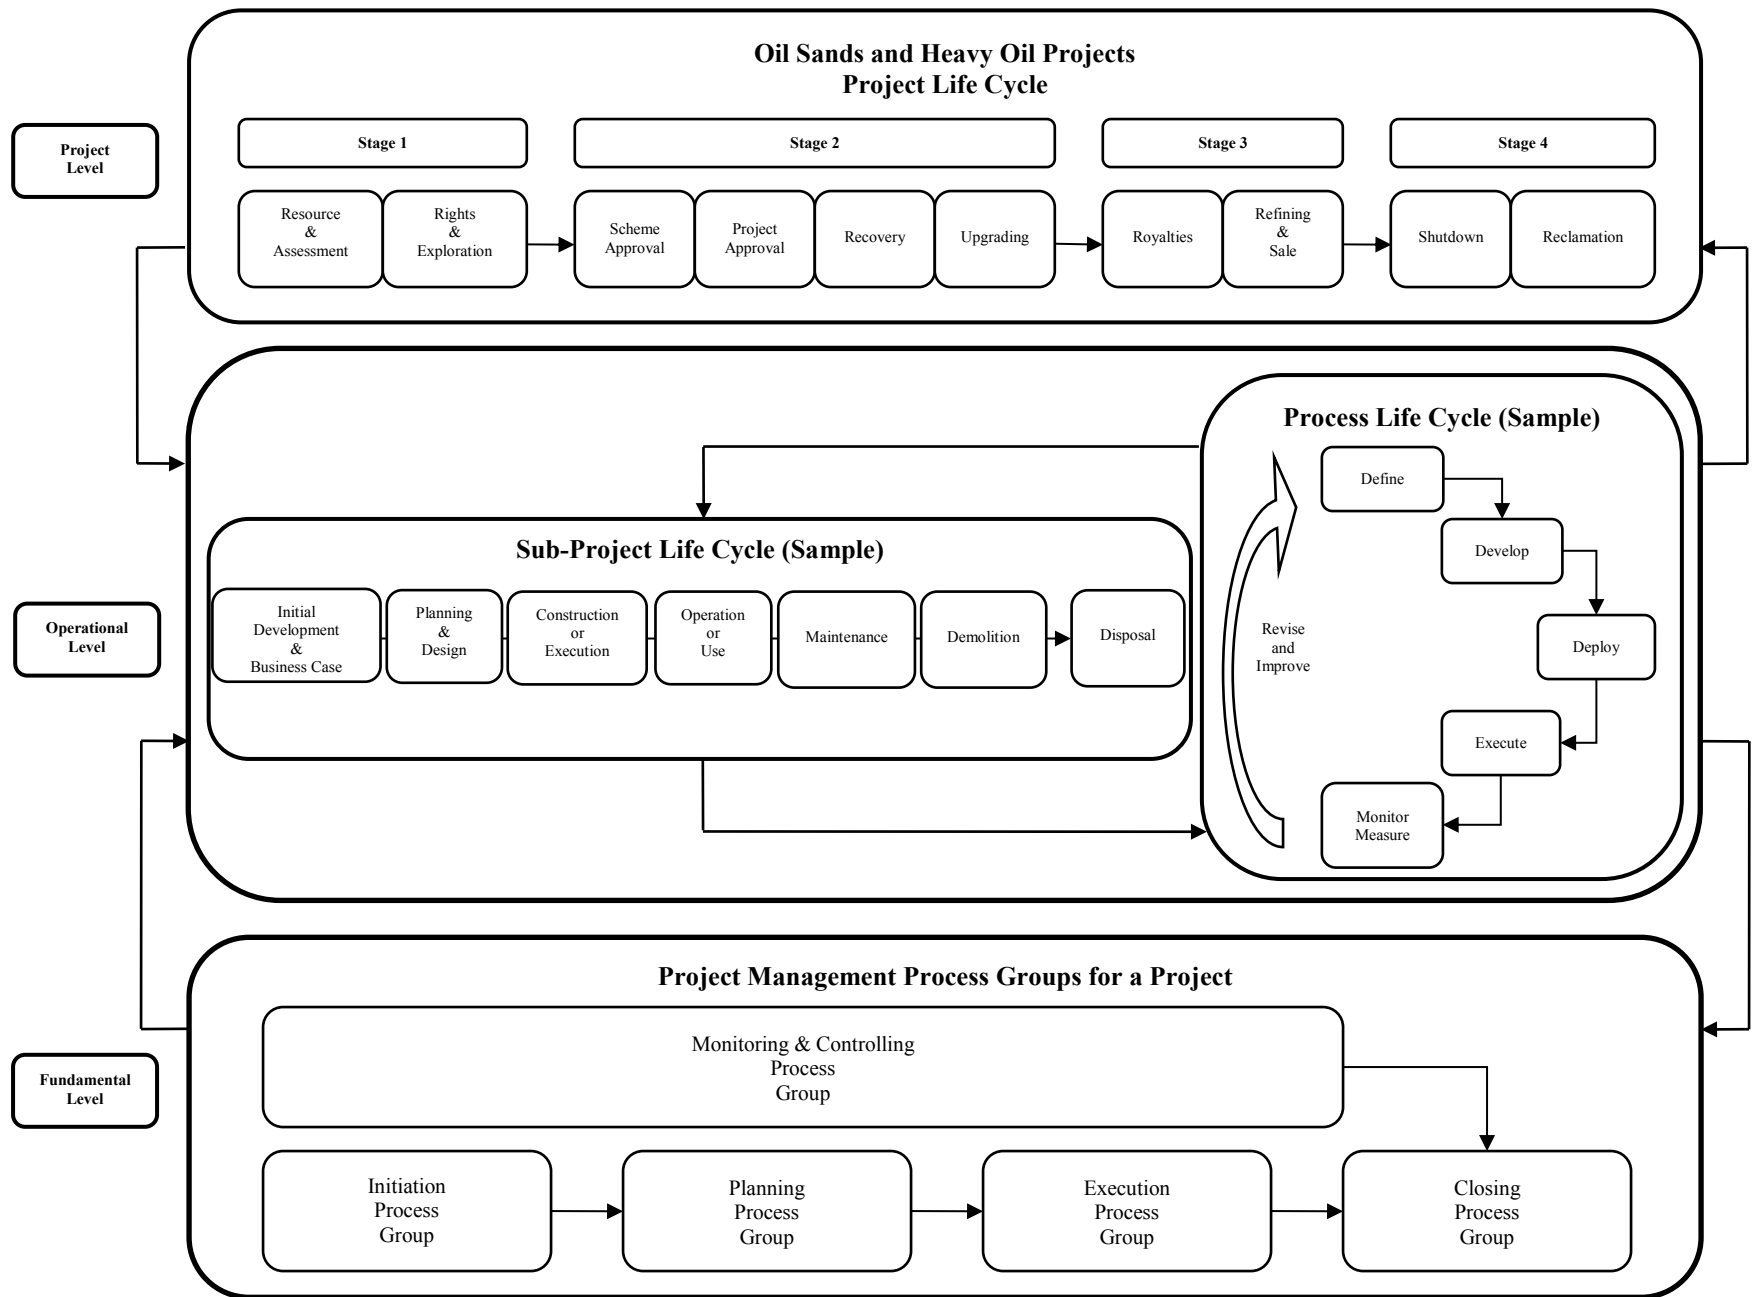 Oil Sands and Heavy Oil Projects
Project Life Cycle
Project
Level
Stage 1
Stage 2
Stage 3
Stage 4
Resource
&
Assessment
Rights
&
Exploration
Scheme
Approval
Project
Approval
Recovery
Upgrading
Royalties
Refining
&
Sale
Shutdown
Reclamation
Operational
Level
Sub-Project Life Cycle (Sample)
Initial
Development
&
Business Case
Planning
&
Design
Construction
or
Execution
Operation
or
Use
Maintenance
Demolition
Disposal
Process Life Cycle (Sample)
Define
Develop
Deploy
Execute
Monitor
Measure
Revise
and
Improve
Fundamental
Level
Project Management Process Groups for a Project
Monitoring & Controlling
Process
Group
Initiation
Process
Group
Planning
Process
Group
Execution
Process
Group
Closing
Process
Group